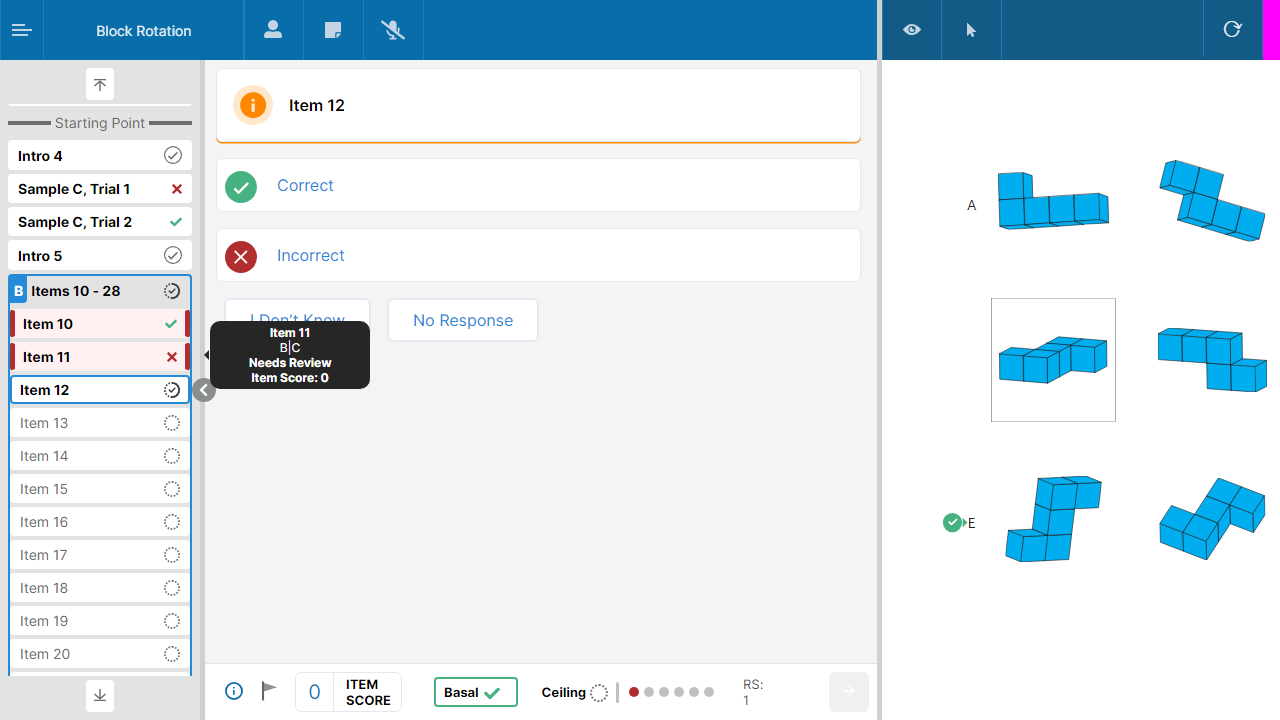 Block Rotation
Starting Point
Intro 4
Sample C, Trial 1
Sample C, Trial 2
Intro 5
B Items 10 - 28
Item 10
Item 11
Item 12
Item 13
Item 14
Item 15
Item 16
Item 17
Item 18
Item 19
Item 20
Item 12
Correct
Incorrect
I Don't Know
No Response
Item 11
B|C
Needs Review
Item Score: 0
0 ITEM
SCORE
Basal
Ceiling
RS:
1
A
E